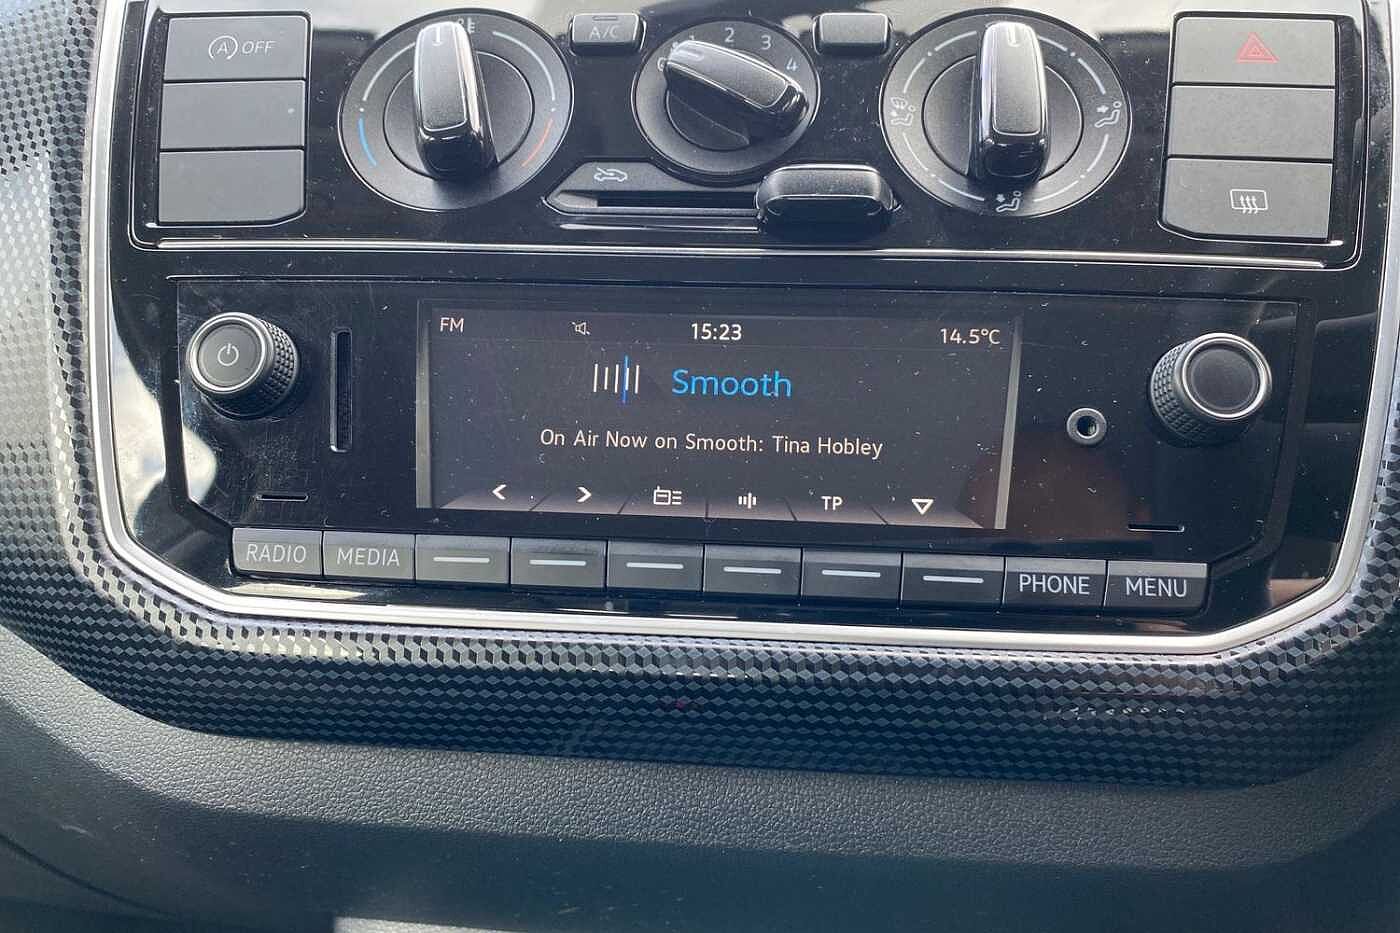 OFF
A/C
1 2 3 4
FM 15:23 14.5°C
Smooth
On Air Now on Smooth: Tina Hobley
TP
RADIO MEDIA PHONE MENU